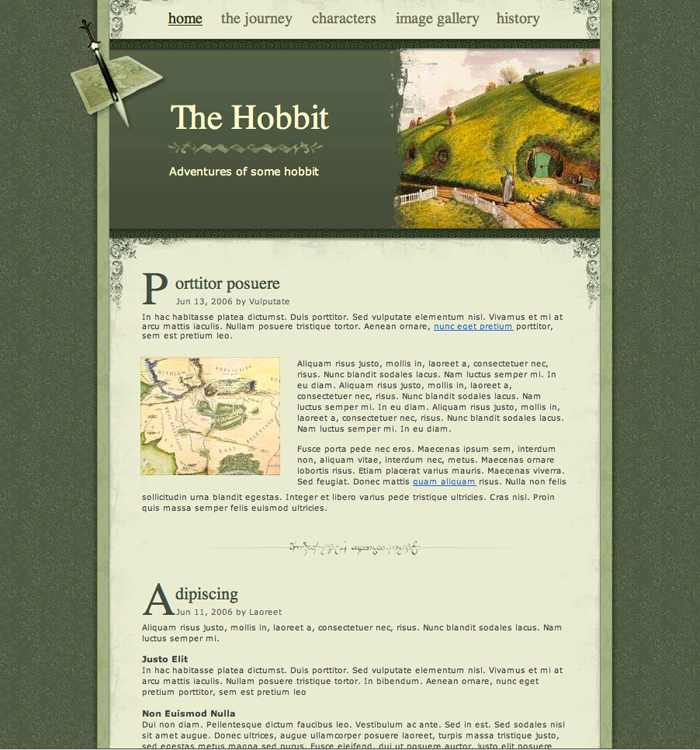 home the journey characters image gallery history
The Hobbit
Adventures of some hobbit
Porttitor posuere
Jun 13, 2006 by Vulputate
In hac habitasse platea dictumst. Duis porttitor. Sed vulputate elementum nisl. Vivamus et mi at
arcu mattis iaculis. Nullam posuere tristique tortor. Aenean ornare, nunc eget pretium porttitor,
sem est pretium leo.
Aliquam risus justo, mollis in, laoreet a, consectetuer nec,
risus. Nunc blandit sodales lacus. Nam luctus semper mi. In
eu diam. Aliquam risus justo, mollis in, laoreet a,
consectetuer nec, risus. Nunc blandit sodales lacus. Nam
luctus semper mi. In eu diam. Aliquam risus justo, mollis in,
laoreet a, consectetuer nec, risus. Nunc blandit sodales lacus.
Nam luctus semper mi. In eu diam.
Fusce porta pede nec eros. Maecenas ipsum sem, interdum
non, aliquam vitae, interdum nec, metus. Maecenas ornare
lobortis risus. Etiam placerat varius mauris. Maecenas viverra.
Sed feugiat. Donec mattis quam aliquam risus. Nulla non felis
sollicitudin urna blandit egestas. Integer et libero varius pede tristique ultricies. Cras nisl. Proin
quis massa semper felis euismod ultricies.
Adipiscing
Jun 11, 2006 by Laoreet
Aliquam risus justo, mollis in, laoreet a, consectetuer nec, risus. Nunc blandit sodales lacus. Nam
luctus semper mi.
Justo Elit
In hac habitasse platea dictumst. Duis porttitor. Sed vulputate elementum nisl. Vivamus et mi at
arcu mattis iaculis. Nullam posuere tristique tortor. In bibendum. Aenean ornare, nunc eget
pretium porttitor, sem est pretium leo
Non Euismod Nulla
Dui non diam. Pellentesque dictum faucibus leo. Vestibulum ac ante. Sed in est. Sed sodales nisl
sit amet augue. Donec ultrices, augue ullamcorper posuere laoreet, turpis massa tristique justo,
sed egestas metus magna sed purus. Fusce eleifend, dui ut posuere auctor, justo elit posuere